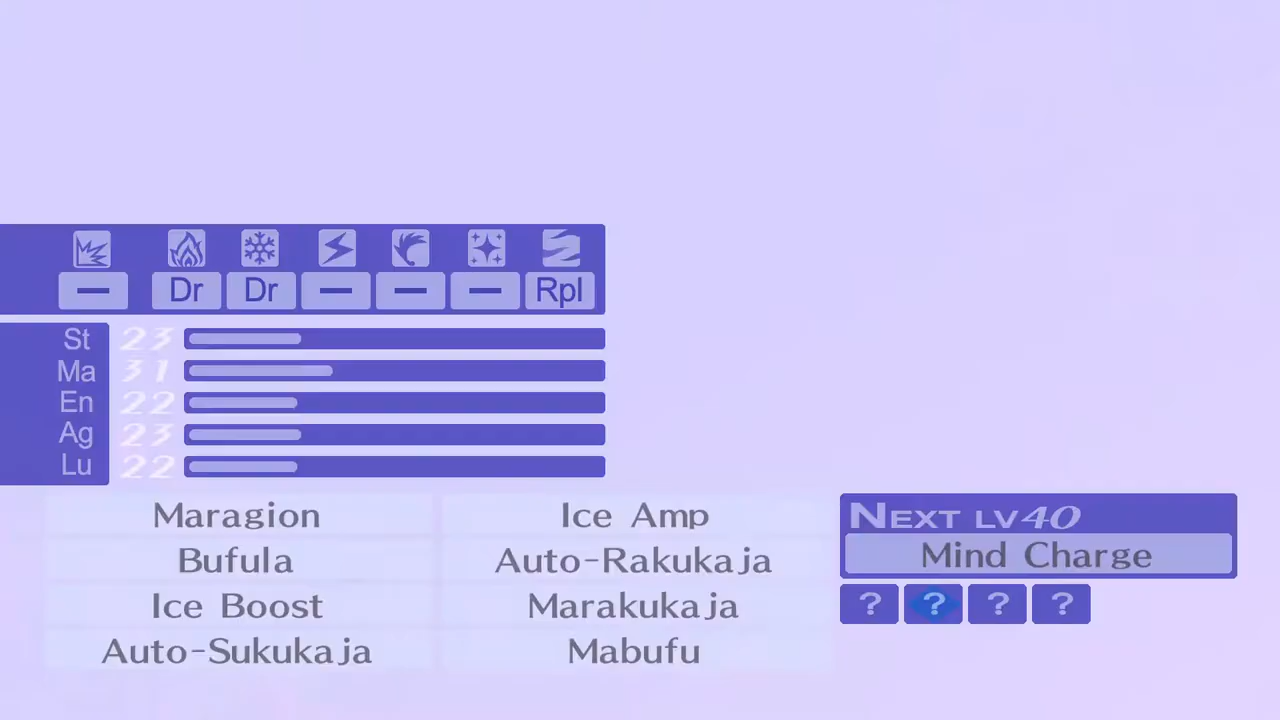 — Dr Dr — — — Rpl
St 23
Ma 31
En 22
Ag 23
Lu 22
Maragion Ice Amp
Bufula Auto-Rakukaja
Ice Boost Marakukaja
Auto-Sukukaja Mabufu
NEXT LV40
Mind Charge
? ? ? ?